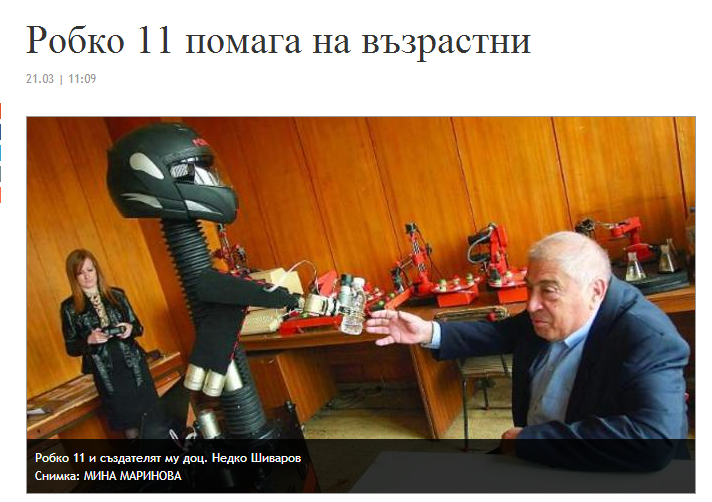 Робко 11 помага на възрастни
21.03 | 11:09
Робко 11 и създателят му доц. Недко Шиваров
Снимка: МИНА МАРИНОВА